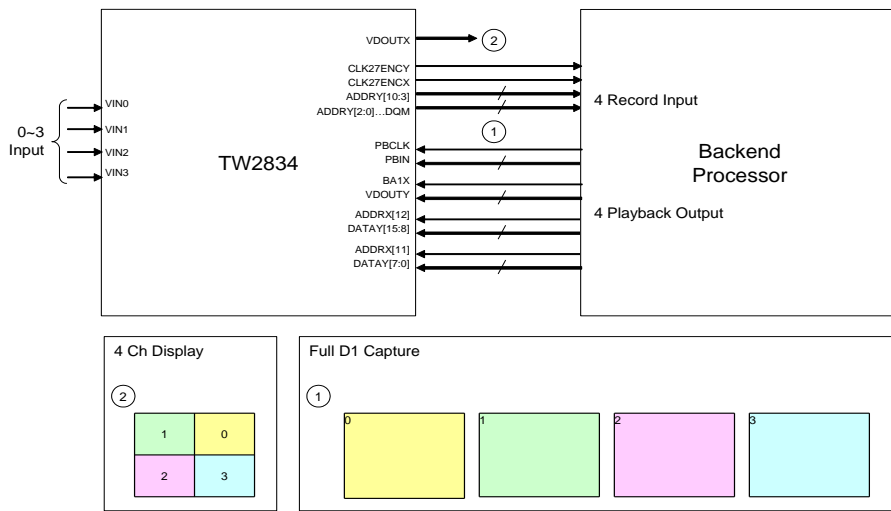 VDOUTX
2
CLK27ENCY
CLK27ENCX
ADDRY[10:3]
ADDRY[2:0]...DQM
4 Record Input
0~3
Input
VIN0
VIN1
VIN2
VIN3
TW2834
1
PBCLK
PBIN
BA1X
VDOUTY
ADDRX[12]
DATAY[15:8]
ADDRX[11]
DATAY[7:0]
Backend
Processor
4 Playback Output
4 Ch Display
2
1 0
2 3
Full D1 Capture
1
0 1 2 3